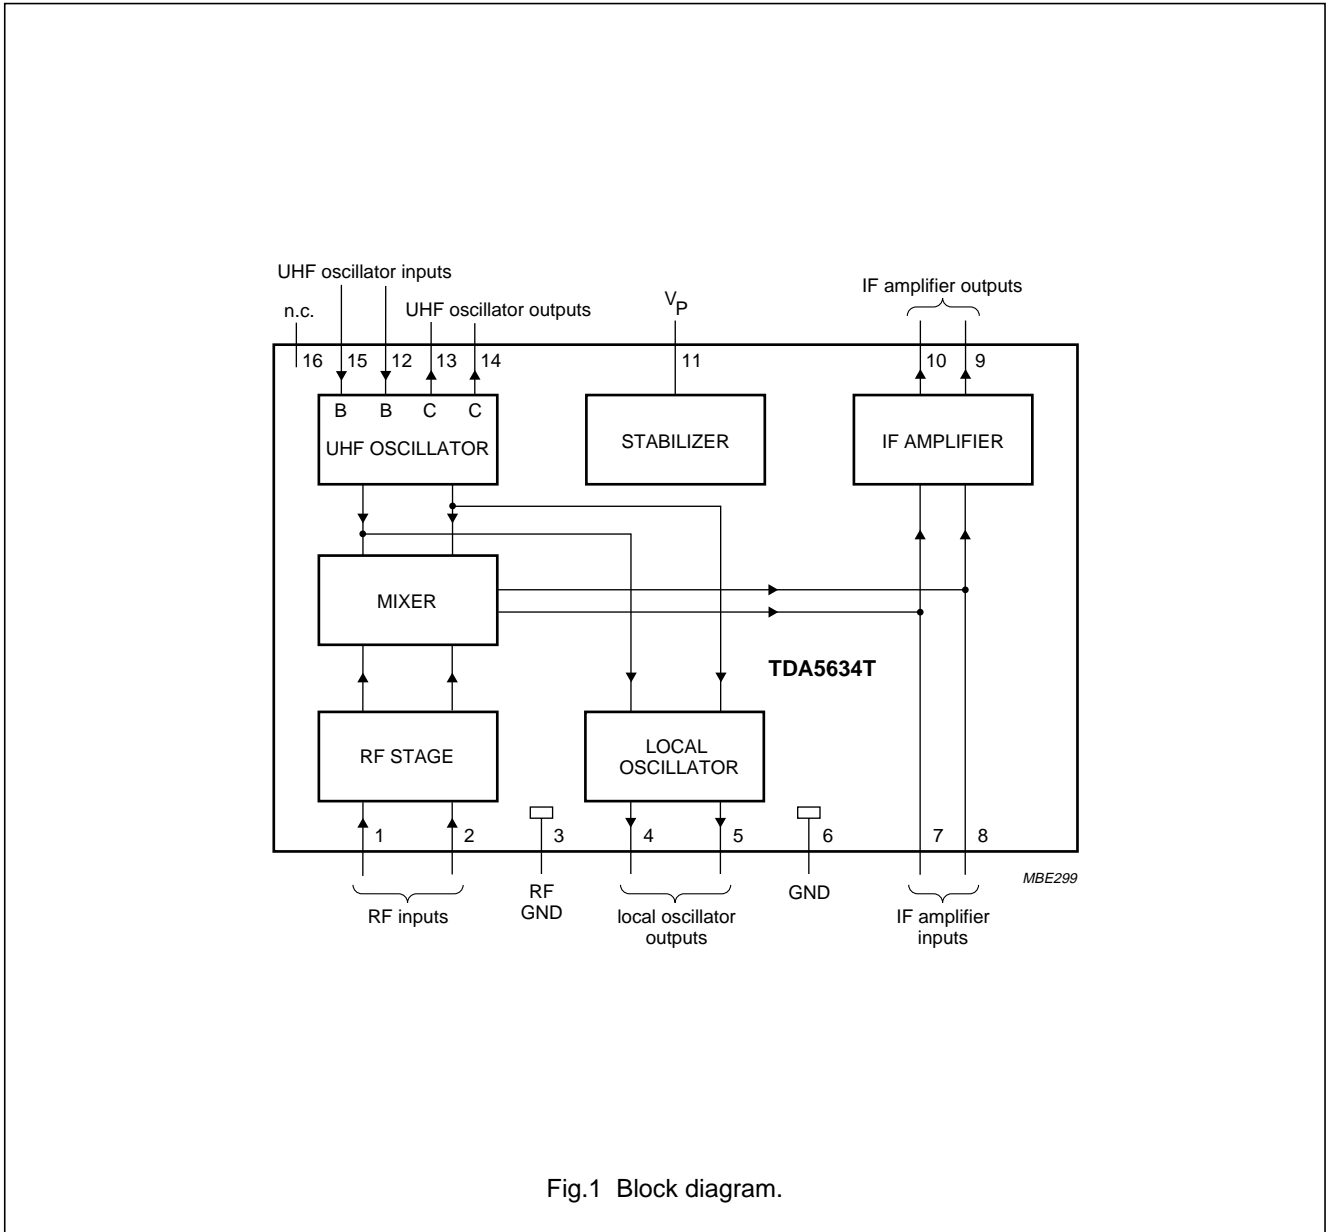 UHF oscillator inputs
IF amplifier outputs
n.c.
UHF oscillator outputs
VP
16 15 12 13 14 11 10 9
B B C C
UHF OSCILLATOR
STABILIZER
IF AMPLIFIER
MIXER
TDA5634T
RF STAGE
LOCAL
OSCILLATOR
1 2 3 4 5 6 7 8
MBE299
RF inputs
RF
GND
local oscillator
outputs
GND
IF amplifier
inputs
Fig.1 Block diagram.